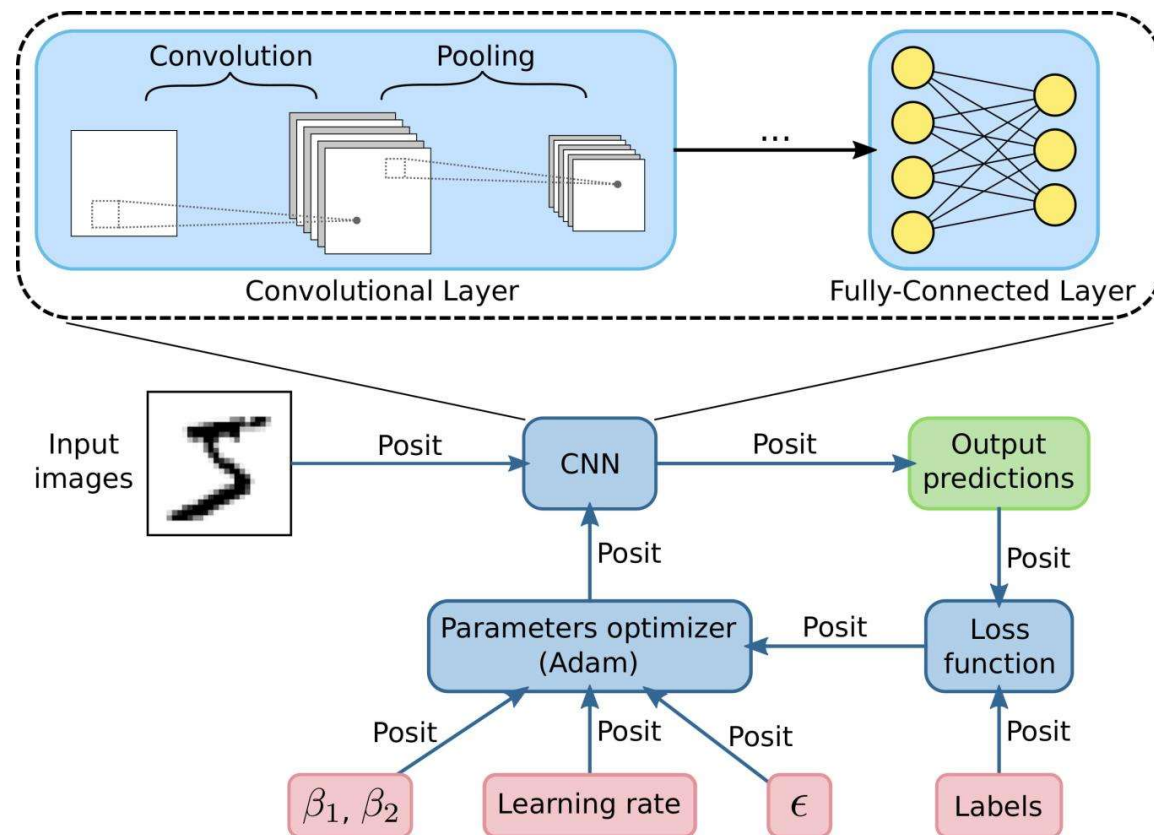 Convolution
Pooling
...
Convolutional Layer
Fully-Connected Layer
Input
images
Posit
CNN
Posit
Output
predictions
Posit
Posit
Parameters optimizer
(Adam)
Posit
Loss
function
Posit
Posit
Posit
Posit
β₁, β₂
Learning rate
ϵ
Labels